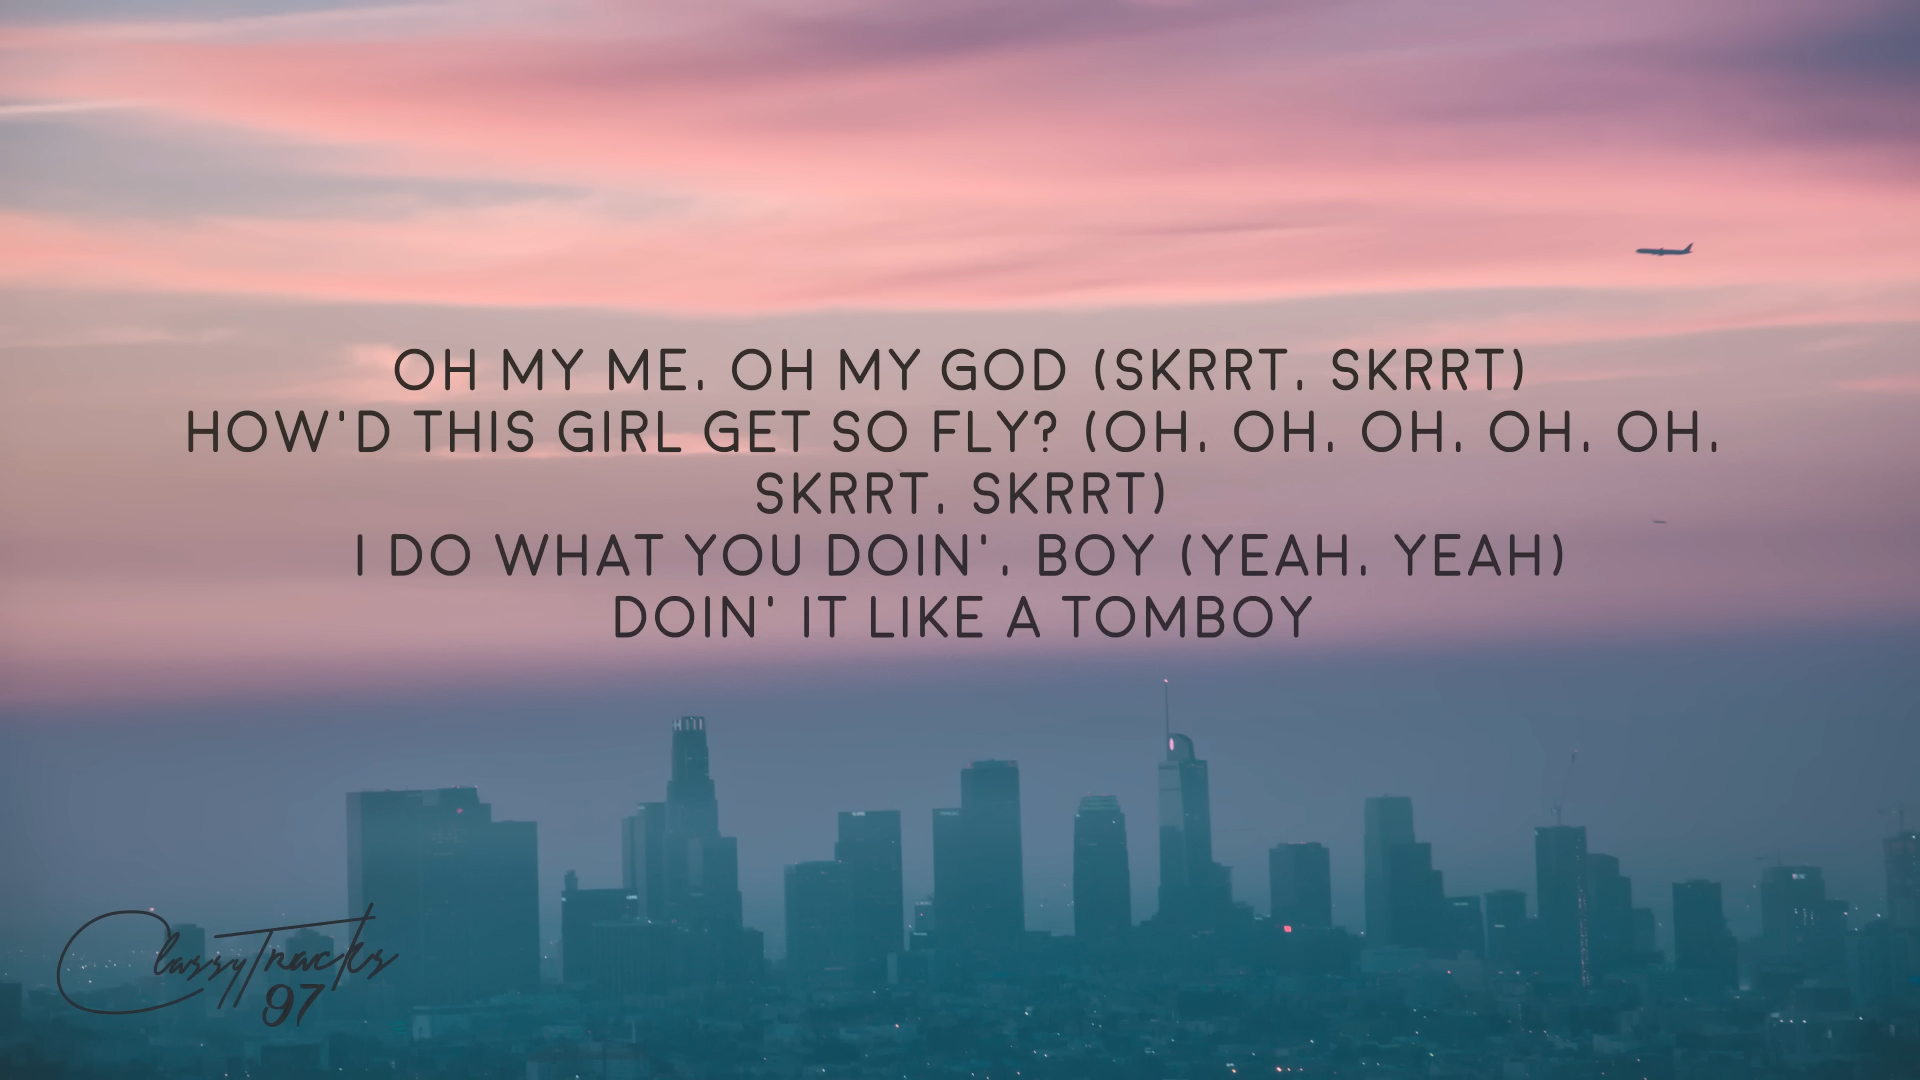 OH MY ME, OH MY GOD (SKRRT, SKRRT)
HOW'D THIS GIRL GET SO FLY? (OH, OH, OH, OH, OH,
SKRRT, SKRRT)
I DO WHAT YOU DOIN', BOY (YEAH, YEAH)
DOIN' IT LIKE A TOMBOY
ClassyTracks
97